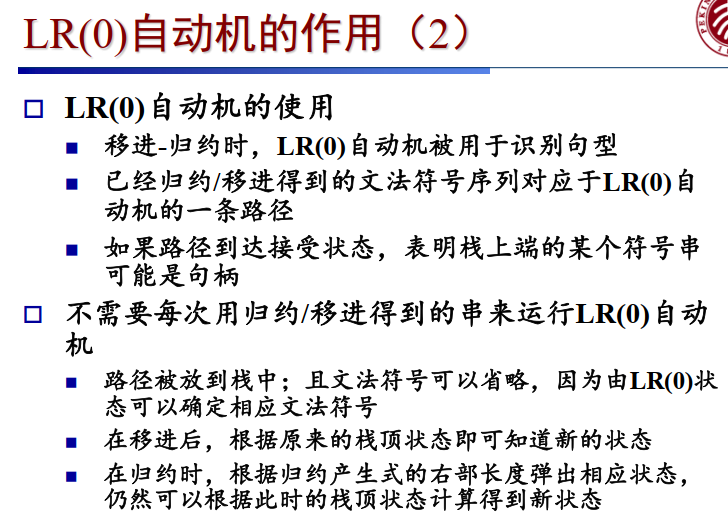 LR(0)自动机的作用（2）
LR(0)自动机的使用
移进-归约时，LR(0)自动机被用于识别句型
已经归约/移进得到的文法符号序列对应于LR(0)自
动机的一条路径
如果路径到达接受状态，表明栈上端的某个符号串
可能是句柄
不需要每次用归约/移进得到的串来运行LR(0)自动
机
路径被放到栈中；且文法符号可以省略，因为由LR(0)状
态可以确定相应文法符号
在移进后，根据原来的栈顶状态即可知道新的状态
在归约时，根据归约产生式的右部长度弹出相应状态，
仍然可以根据此时的栈顶状态计算得到新状态